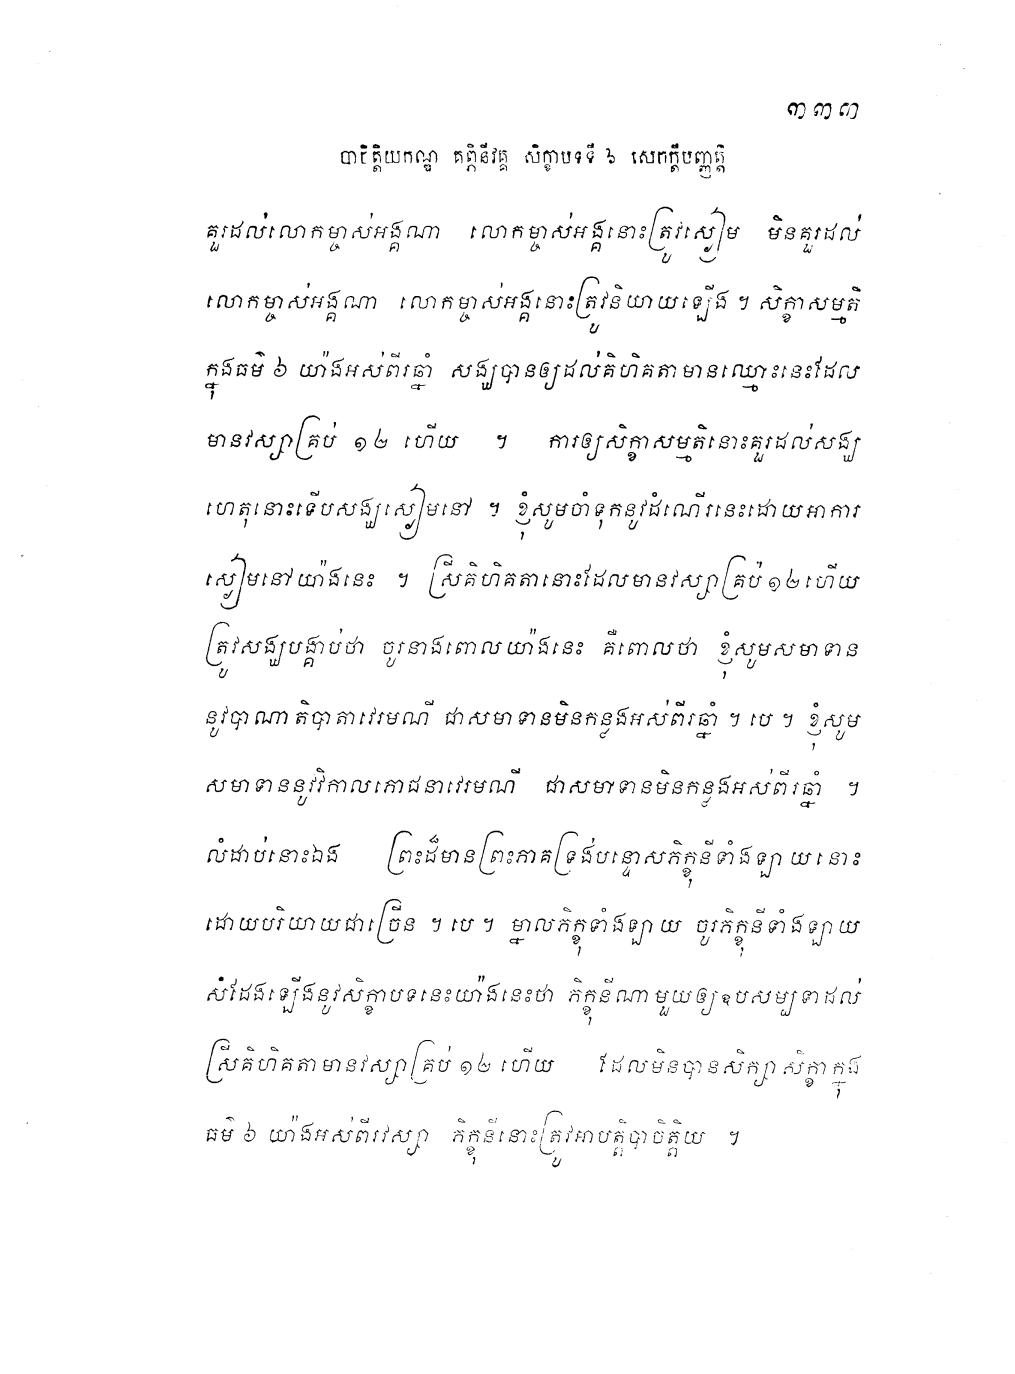 ៣៣៣
បាចិត្តិយកណ្ឌ គព្ភិនីវគ្គ សិក្ខាបទទី ៦ សេចក្តីបញ្ញត្តិ
គួរដល់លោកម្ចាស់អង្គណា លោកម្ចាស់អង្គនោះត្រូវស្ងៀម មិនគួរដល់
លោកម្ចាស់អង្គណា លោកម្ចាស់អង្គនោះត្រូវនិយាយឡើង ។ សិក្ខាសម្មតិ
ក្នុងធម៌ ៦ យ៉ាងអស់ពីរឆ្នាំ សង្ឃបានឲ្យដល់គិហិគតាមានឈ្មោះនេះដែល
មានវស្សាគ្រប់ ១២ ហើយ ។ ការឲ្យសិក្ខាសម្មតិនោះគួរដល់សង្ឃ
ហេតុនោះទើបសង្ឃស្ងៀមនៅ ។ ខ្ញុំសូមចាំទុកនូវដំណើរនេះដោយអាការ
ស្ងៀមនៅយ៉ាងនេះ ។ ស្រីគិហិគតានោះដែលមានវស្សាគ្រប់ ១២ ហើយ
ត្រូវសង្ឃបង្គាប់ថា ចូរនាងពោលយ៉ាងនេះ គឺពោលថា ខ្ញុំសូមសមាទាន
នូវបាណាតិបាតាវេរមណី ជាសមាទានមិនកន្លងអស់ពីរឆ្នាំ ។ បេ ។ ខ្ញុំសូម
សមាទាននូវវិកាលភោជនាវេរមណី ជាសមាទានមិនកន្លងអស់ពីរឆ្នាំ ។
លំដាប់នោះឯង ព្រះដ៏មានព្រះភាគទ្រង់បន្ទោសភិក្ខុនីទាំងឡាយនោះ
ដោយបរិយាយជាច្រើន ។ បេ ។ ម្នាលភិក្ខុទាំងឡាយ ចូរភិក្ខុនីទាំងឡាយ
សំដែងឡើងនូវសិក្ខាបទនេះយ៉ាងនេះថា ភិក្ខុនីណាមួយឲ្យឧបសម្បទាដល់
ស្រីគិហិគតាមានវស្សាគ្រប់ ១២ ហើយ ដែលមិនបានសិក្សាសិក្ខាក្នុង
ធម៌ ៦ យ៉ាងអស់ពីរវស្សា ភិក្ខុនីនោះត្រូវអាបត្តិបាចិត្តិយ ។